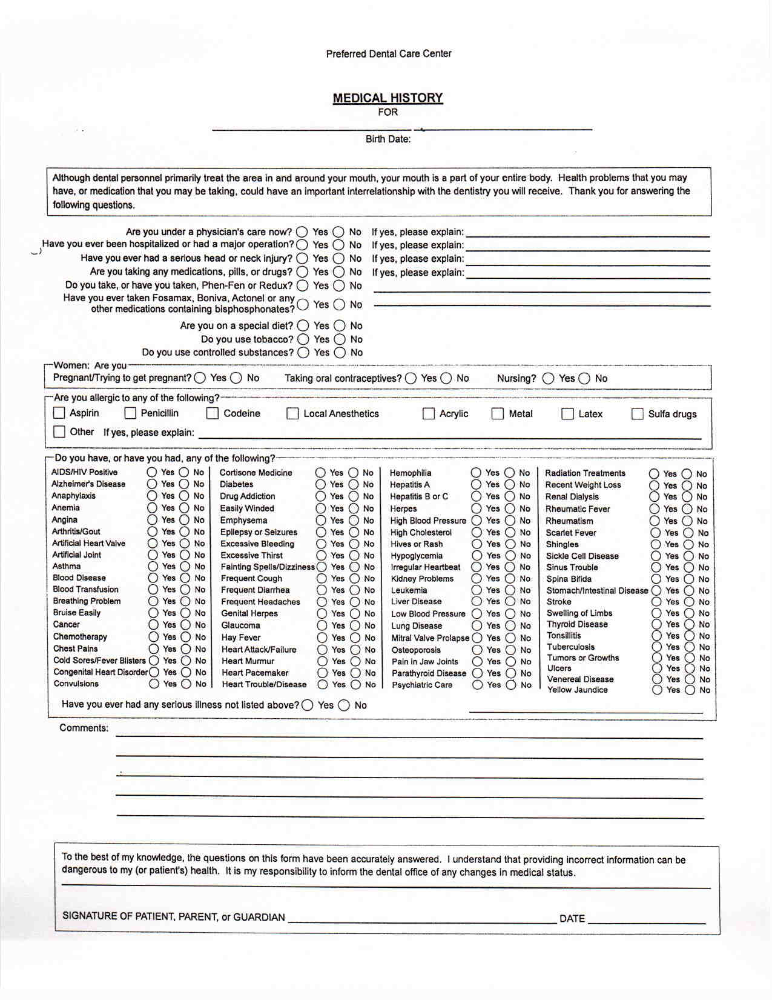 Preferred Dental Care Center
MEDICAL HISTORY
FOR
Birth Date:
Although dental personnel primarily treat the area in and around your mouth, your mouth is a part of your entire body. Health problems that you may
have, or medication that you may be taking, could have an important interrelationship with the dentistry you will receive. Thank you for answering the
following questions.
Are you under a physician's care now? Yes No If yes, please explain:
Have you ever been hospitalized or had a major operation? Yes No If yes, please explain:
Have you ever had a serious head or neck injury? Yes No If yes, please explain:
Are you taking any medications, pills, or drugs? Yes No If yes, please explain:
Do you take, or have you taken, Phen-Fen or Redux? Yes No
Have you ever taken Fosamax, Boniva, Actonel or any
other medications containing bisphosphonates? Yes No
Are you on a special diet? Yes No
Do you use tobacco? Yes No
Do you use controlled substances? Yes No
Women: Are you
Pregnant/Trying to get pregnant? Yes No Taking oral contraceptives? Yes No Nursing? Yes No
Are you allergic to any of the following?
Aspirin Penicillin Codeine Local Anesthetics Acrylic Metal Latex Sulfa drugs
Other If yes, please explain:
Do you have, or have you had, any of the following?
AIDS/HIV Positive Yes No Cortisone Medicine Yes No Hemophilia Yes No Radiation Treatments Yes No
Alzheimer's Disease Yes No Diabetes Yes No Hepatitis A Yes No Recent Weight Loss Yes No
Anaphylaxis Yes No Drug Addiction Yes No Hepatitis B or C Yes No Renal Dialysis Yes No
Anemia Yes No Easily Winded Yes No Herpes Yes No Rheumatic Fever Yes No
Angina Yes No Emphysema Yes No High Blood Pressure Yes No Rheumatism Yes No
Arthritis/Gout Yes No Epilepsy or Seizures Yes No High Cholesterol Yes No Scarlet Fever Yes No
Artificial Heart Valve Yes No Excessive Bleeding Yes No Hives or Rash Yes No Shingles Yes No
Artificial Joint Yes No Excessive Thirst Yes No Hypoglycemia Yes No Sickle Cell Disease Yes No
Asthma Yes No Fainting Spells/Dizziness Yes No Irregular Heartbeat Yes No Sinus Trouble Yes No
Blood Disease Yes No Frequent Cough Yes No Kidney Problems Yes No Spina Bifida Yes No
Blood Transfusion Yes No Frequent Diarrhea Yes No Leukemia Yes No Stomach/Intestinal Disease Yes No
Breathing Problem Yes No Frequent Headaches Yes No Liver Disease Yes No Stroke Yes No
Bruise Easily Yes No Genital Herpes Yes No Low Blood Pressure Yes No Swelling of Limbs Yes No
Cancer Yes No Glaucoma Yes No Lung Disease Yes No Thyroid Disease Yes No
Chemotherapy Yes No Hay Fever Yes No Mitral Valve Prolapse Yes No Tonsillitis Yes No
Chest Pains Yes No Heart Attack/Failure Yes No Osteoporosis Yes No Tuberculosis Yes No
Cold Sores/Fever Blisters Yes No Heart Murmur Yes No Pain in Jaw Joints Yes No Tumors or Growths Yes No
Congenital Heart Disorder Yes No Heart Pacemaker Yes No Parathyroid Disease Yes No Ulcers Yes No
Convulsions Yes No Heart Trouble/Disease Yes No Psychiatric Care Yes No Venereal Disease Yes No
Yellow Jaundice Yes No
Have you ever had any serious illness not listed above? Yes No
Comments:
To the best of my knowledge, the questions on this form have been accurately answered. I understand that providing incorrect information can be
dangerous to my (or patient's) health. It is my responsibility to inform the dental office of any changes in medical status.
SIGNATURE OF PATIENT, PARENT, or GUARDIAN DATE